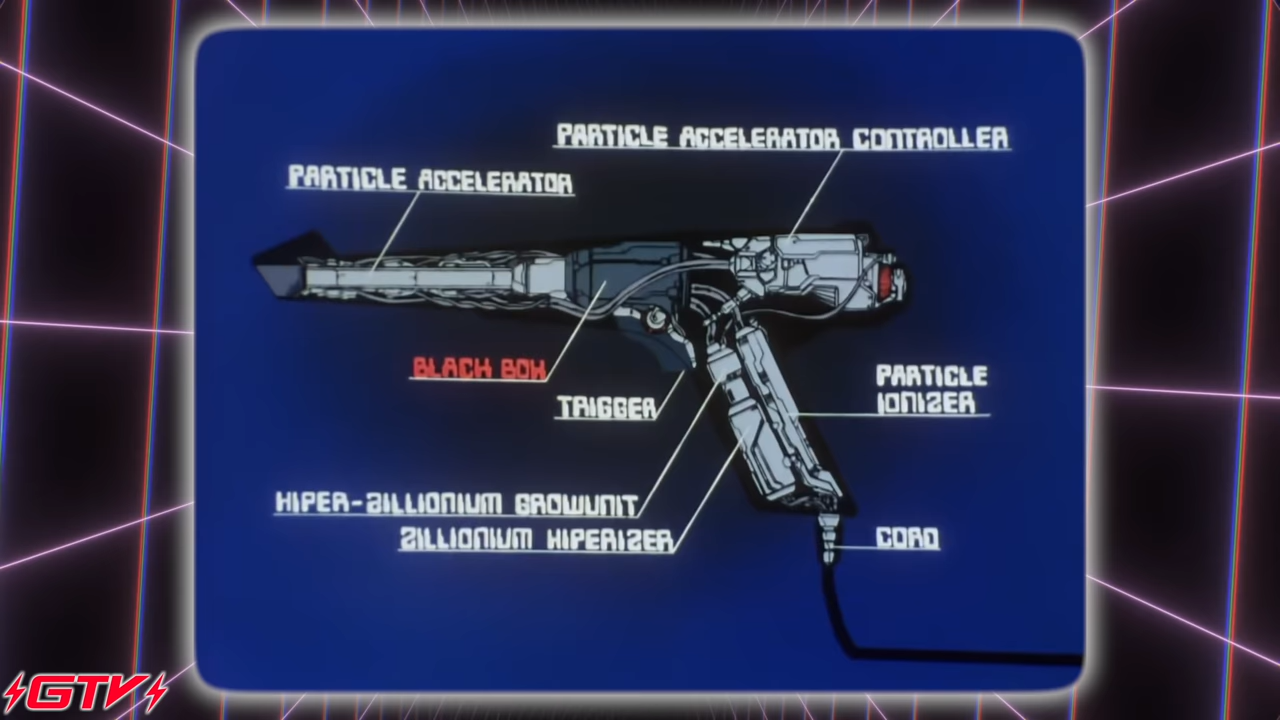 PARTICLE ACCELERATOR CONTROLLER
PARTICLE ACCELERATOR
BLACK BOX
TRIGGER
PARTICLE
IONIZER
HIPER-ZILLIONIUM GROWUNIT
ZILLIONIUM HIPERIZER
CORD
GTV